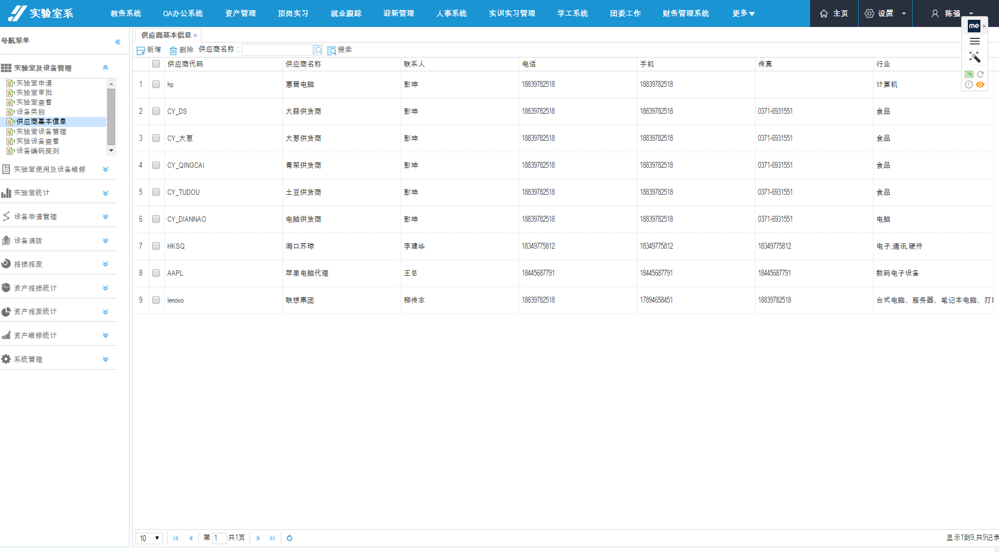 实验室系 教务系统 OA办公系统 资产管理 顶岗实习 就业跟踪 迎新管理 人事系统 实训实习管理 学工系统 团委工作 财务管理系统 更多 主页 设置 陈强
me
导航菜单
供应商基本信息 ×
新增 删除 供应商名称： 搜索
实验室及设备管理
实验室申请
实验室审批
实验室查看
设备类别
供应商基本信息
实验室设备管理
实验设备查看
设备编码规则
实验室使用及设备维修
实验室统计
设备申请管理
设备调拨
报损报废
资产报损统计
资产报废统计
资产维修统计
系统管理
供应商代码 供应商名称 联系人 电话 手机 传真 行业
1 hp 惠普电脑 彭坤 18839782518 18839782518 计算机
2 CY_DS 大蒜供货商 彭坤 18839782518 18839782518 0371-6931551 食品
3 CY_大葱 大葱供货商 彭坤 18839782518 18839782518 0371-6931551 食品
4 CY_QINGCAI 青菜供货商 彭坤 18839782518 18839782518 0371-6931551 食品
5 CY_TUDOU 土豆供货商 彭坤 18839782518 18839782518 0371-6931551 食品
6 CY_DIANNAO 电脑供货商 彭坤 18839782518 18839782518 0371-6931551 电脑
7 HKSQ 海口苏琼 李建华 18349775812 18349775812 18349775812 电子,通讯,硬件
8 AAPL 苹果电脑代理 王总 18445687791 18445687791 18445687791 数码电子设备
9 lenovo 联想集团 柳传志 18839782518 17894658451 18839782518 台式电脑、服务器、笔记本电脑、打印
10 第 1 共1页 显示1到9,共9记录